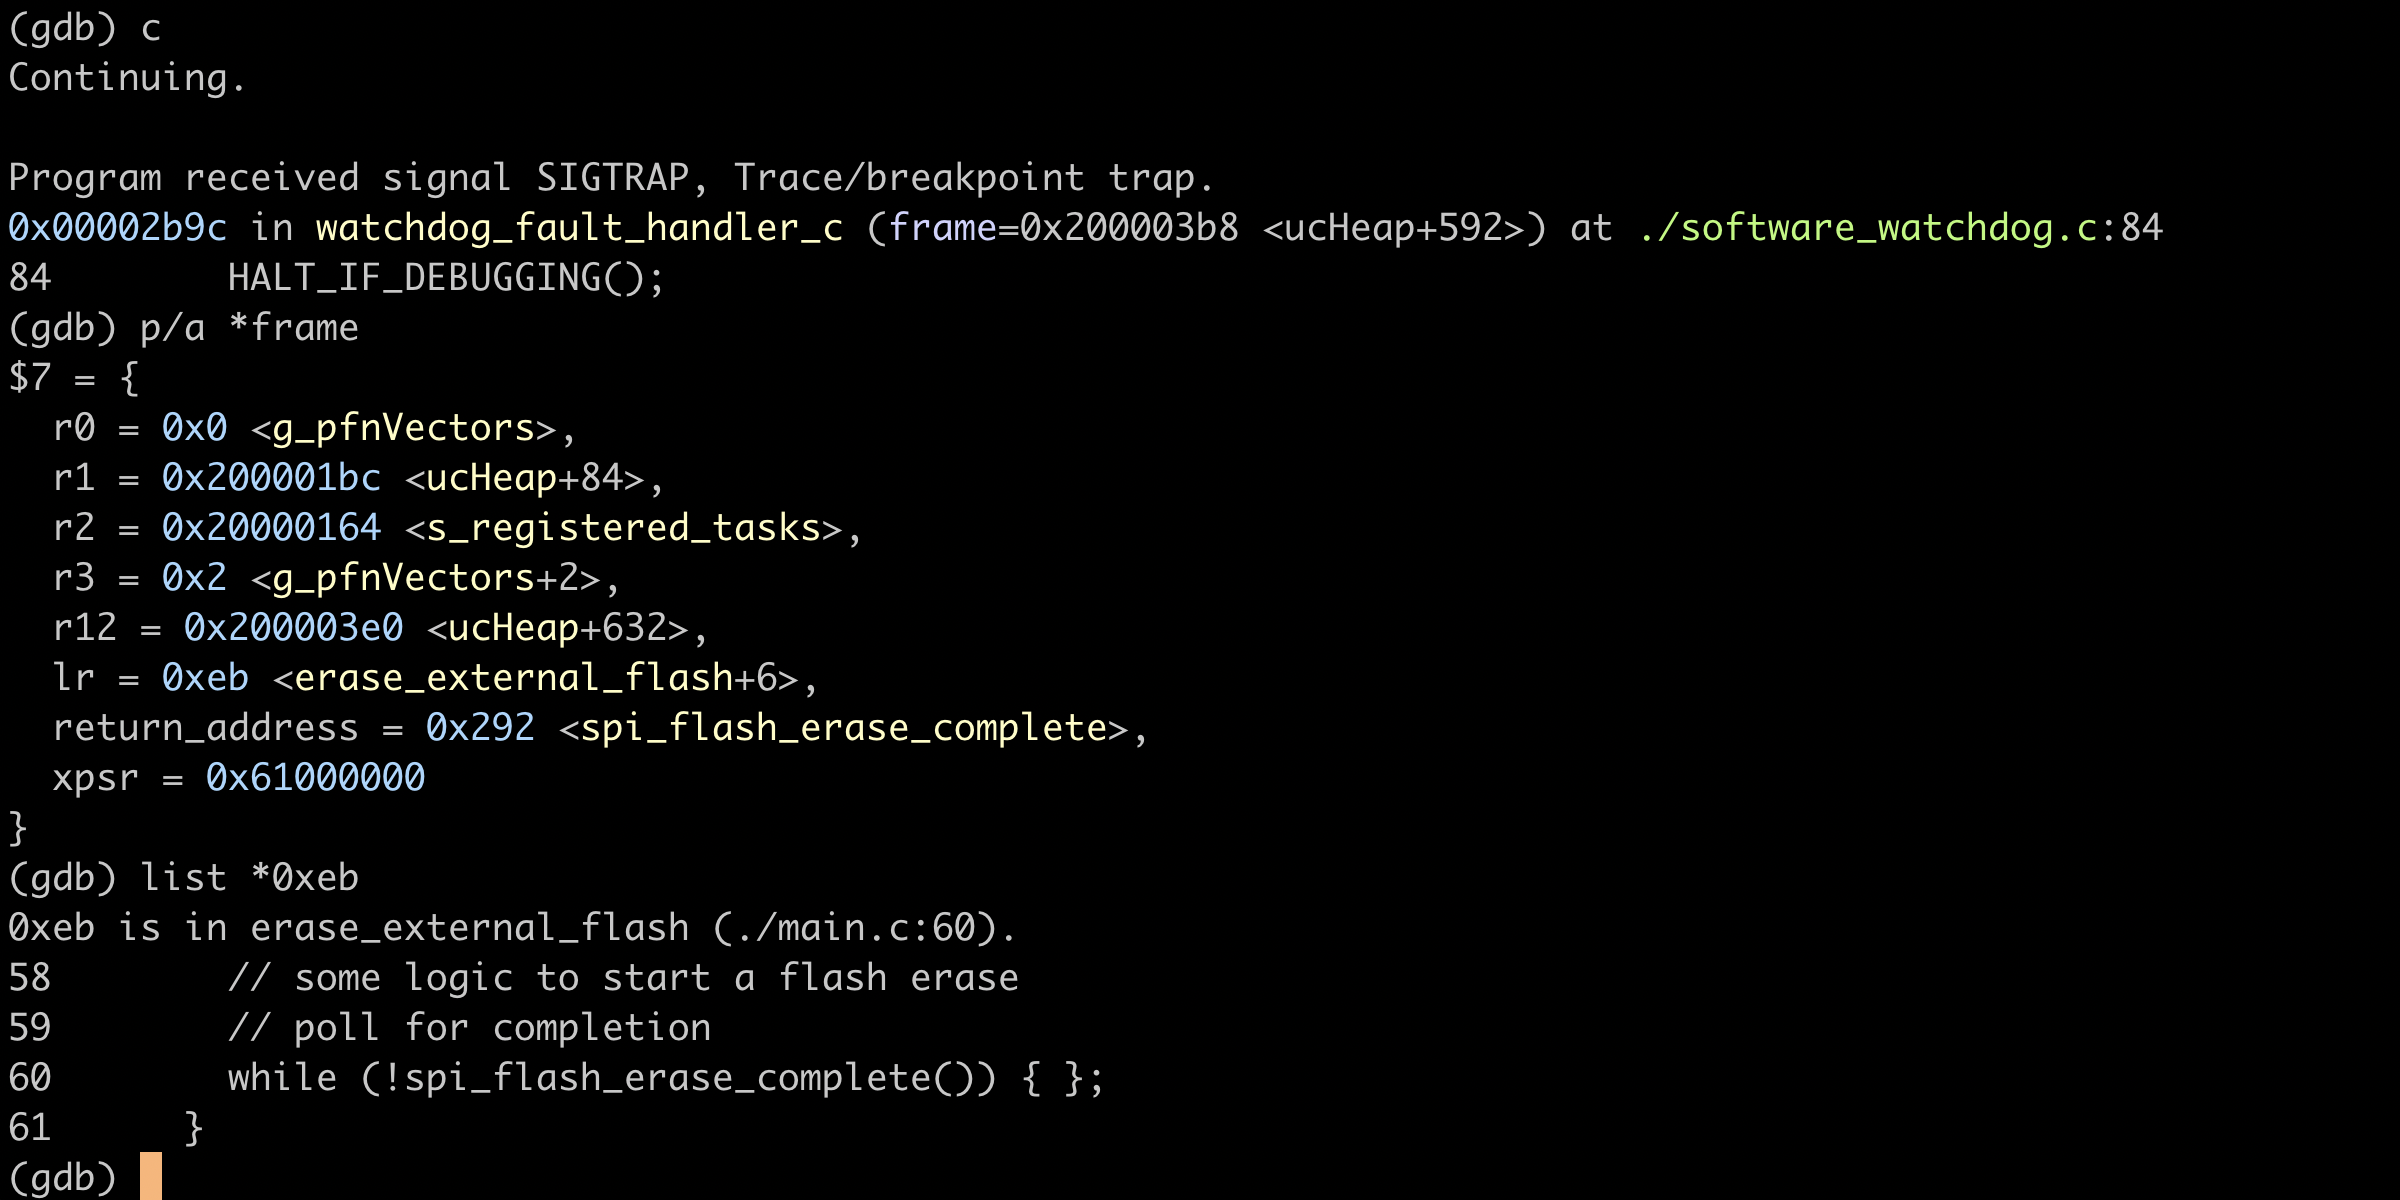 (gdb) c
Continuing.

Program received signal SIGTRAP, Trace/breakpoint trap.
0x00002b9c in watchdog_fault_handler_c (frame=0x200003b8 <ucHeap+592>) at ./software_watchdog.c:84
84        HALT_IF_DEBUGGING();
(gdb) p/a *frame
$7 = {
  r0 = 0x0 <g_pfnVectors>,
  r1 = 0x200001bc <ucHeap+84>,
  r2 = 0x20000164 <s_registered_tasks>,
  r3 = 0x2 <g_pfnVectors+2>,
  r12 = 0x200003e0 <ucHeap+632>,
  lr = 0xeb <erase_external_flash+6>,
  return_address = 0x292 <spi_flash_erase_complete>,
  xpsr = 0x61000000
}
(gdb) list *0xeb
0xeb is in erase_external_flash (./main.c:60).
58        // some logic to start a flash erase
59        // poll for completion
60        while (!spi_flash_erase_complete()) { };
61      }
(gdb)